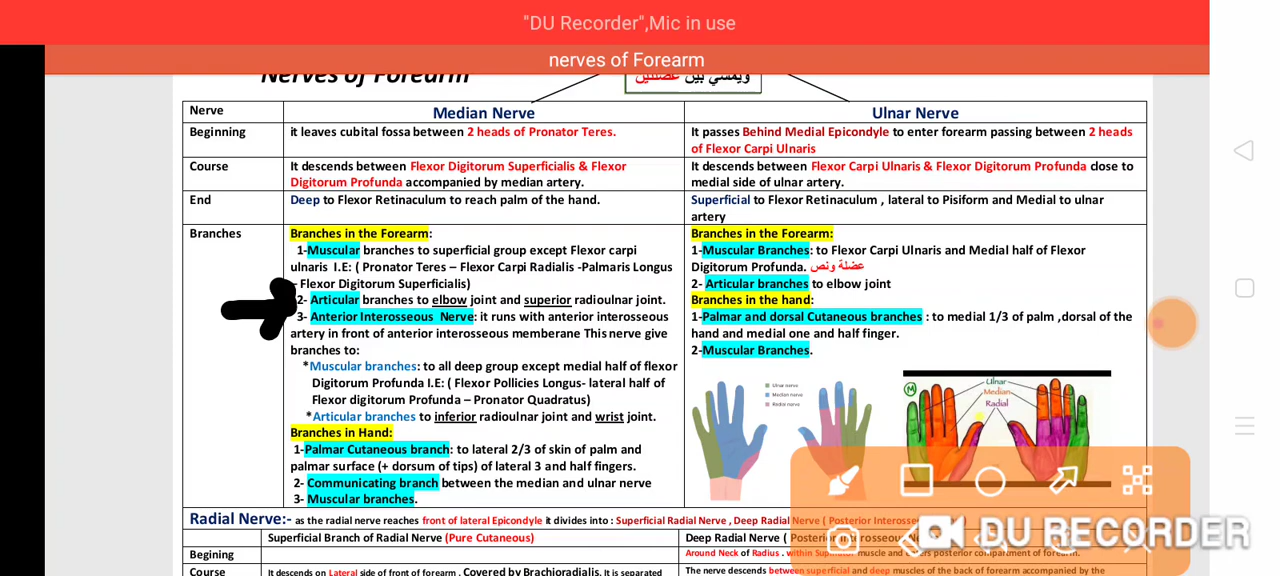 "DU Recorder",Mic in use
nerves of Forearm
Nerves of Forearm
ويمشي بين عضلتين
Nerve
Median Nerve
Ulnar Nerve
Beginning
it leaves cubital fossa between 2 heads of Pronator Teres.
It passes Behind Medial Epicondyle to enter forearm passing between 2 heads
of Flexor Carpi Ulnaris
Course
It descends between Flexor Digitorum Superficialis & Flexor
Digitorum Profunda accompanied by median artery.
It descends between Flexor Carpi Ulnaris & Flexor Digitorum Profunda close to
medial side of ulnar artery.
End
Deep to Flexor Retinaculum to reach palm of the hand.
Superficial to Flexor Retinaculum , lateral to Pisiform and Medial to ulnar
artery
Branches
Branches in the Forearm:
1-Muscular branches to superficial group except Flexor carpi
ulnaris I.E: ( Pronator Teres – Flexor Carpi Radialis -Palmaris Longus
- Flexor Digitorum Superficialis)
2- Articular branches to elbow joint and superior radioulnar joint.
3- Anterior Interosseous Nerve: it runs with anterior interosseous
artery in front of anterior interosseous memberane This nerve give
branches to:
*Muscular branches: to all deep group except medial half of flexor
Digitorum Profunda I.E: ( Flexor Pollicies Longus- lateral half of
Flexor digitorum Profunda – Pronator Quadratus)
*Articular branches to inferior radioulnar joint and wrist joint.
Branches in Hand:
1-Palmar Cutaneous branch: to lateral 2/3 of skin of palm and
palmar surface (+ dorsum of tips) of lateral 3 and half fingers.
2- Communicating branch between the median and ulnar nerve
3- Muscular branches.
Branches in the Forearm:
1-Muscular Branches: to Flexor Carpi Ulnaris and Medial half of Flexor
Digitorum Profunda. عضلة ونص
2- Articular branches to elbow joint
Branches in the hand:
1-Palmar and dorsal Cutaneous branches : to medial 1/3 of palm ,dorsal of the
hand and medial one and half finger.
2-Muscular Branches.
Ulnar nerve
Median nerve
Radial nerve
M
Ulnar
Median
Radial
Radial Nerve:- as the radial nerve reaches front of lateral Epicondyle it divides into : Superficial Radial Nerve , Deep Radial Nerve ( Posterior Inteross
Superficial Branch of Radial Nerve (Pure Cutaneous)
Deep Radial Nerve ( Posterior Interosseous Ne
Begining
Around Neck of Radius . within Supinator muscle and enters posterior compartment of forearm.
Course
It descends on Lateral side of front of forearm . Covered by Brachioradialis. It is separated
The nerve descends between superficial and deep muscles of the back of forearm accompanied by the
DU RECORDER